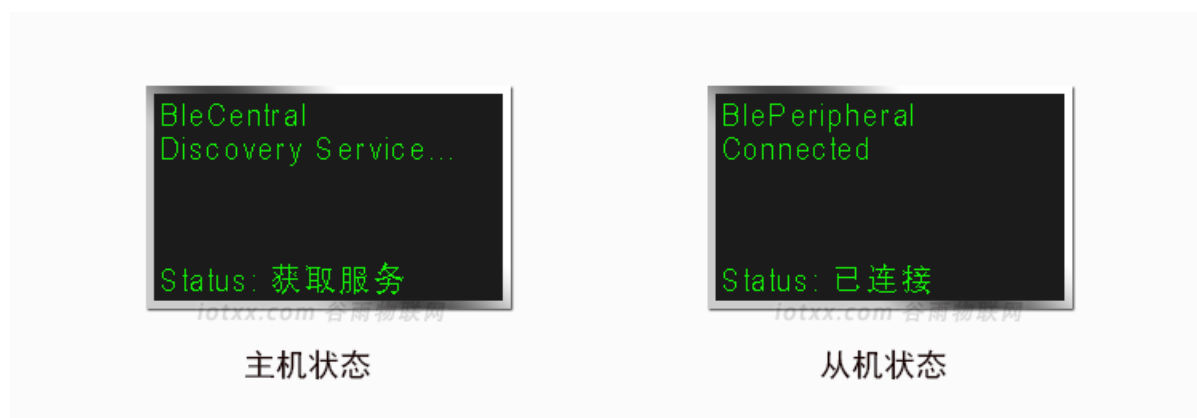 BleCentral
Discovery Service...
Status: 获取服务
iotxx.com 谷雨物联网
主机状态
BlePeripheral
Connected
Status: 已连接
iotxx.com 谷雨物联网
从机状态